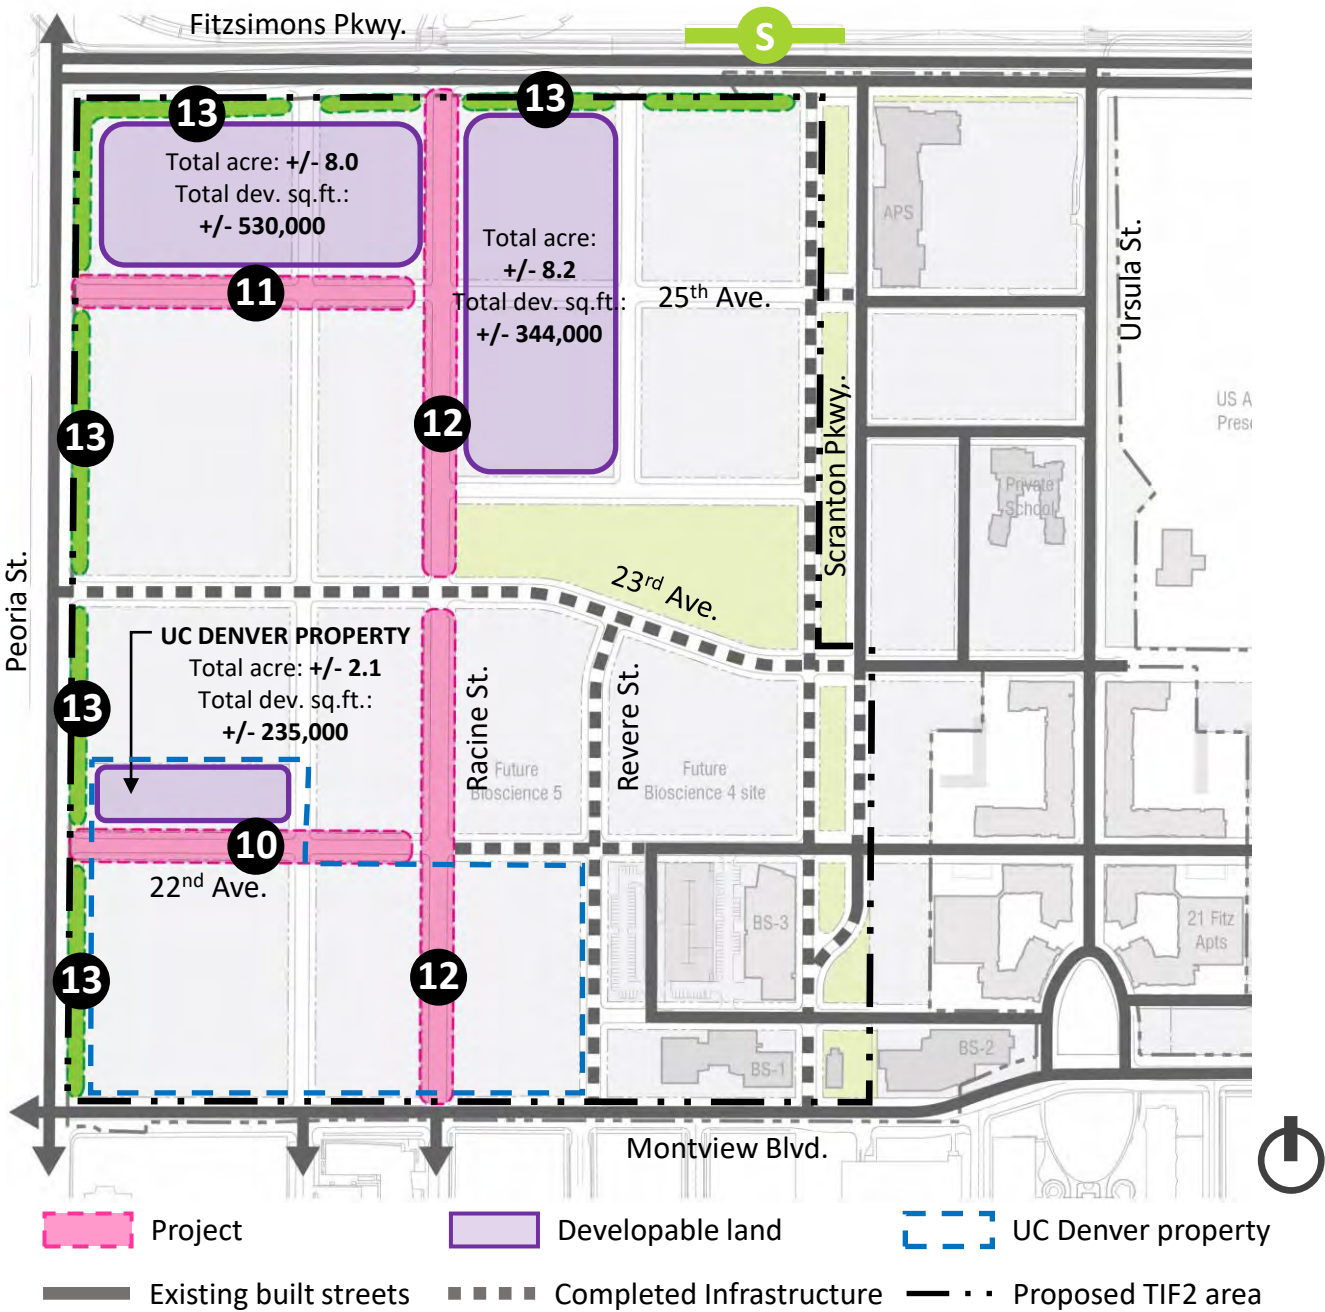 Fitzsimons Pkwy.
S
13
13
Total acre: +/- 8.0
Total dev. sq.ft.:
+/- 530,000
Total acre:
+/- 8.2
Total dev. sq.ft.:
+/- 344,000
APS
Ursula St.
11
25th Ave.
US A
Prese
13
12
Scranton Pkwy,.
Private
School
Peoria St.
23rd Ave.
UC DENVER PROPERTY
Total acre: +/- 2.1
Total dev. sq.ft.:
+/- 235,000
13
Racine St.
Revere St.
Future
Bioscience 5
Future
Bioscience 4 site
10
22nd Ave.
BS-3
21 Fitz
Apts
13
12
BS-1
BS-2
Montview Blvd.
Project
Developable land
UC Denver property
Existing built streets
Completed Infrastructure
Proposed TIF2 area